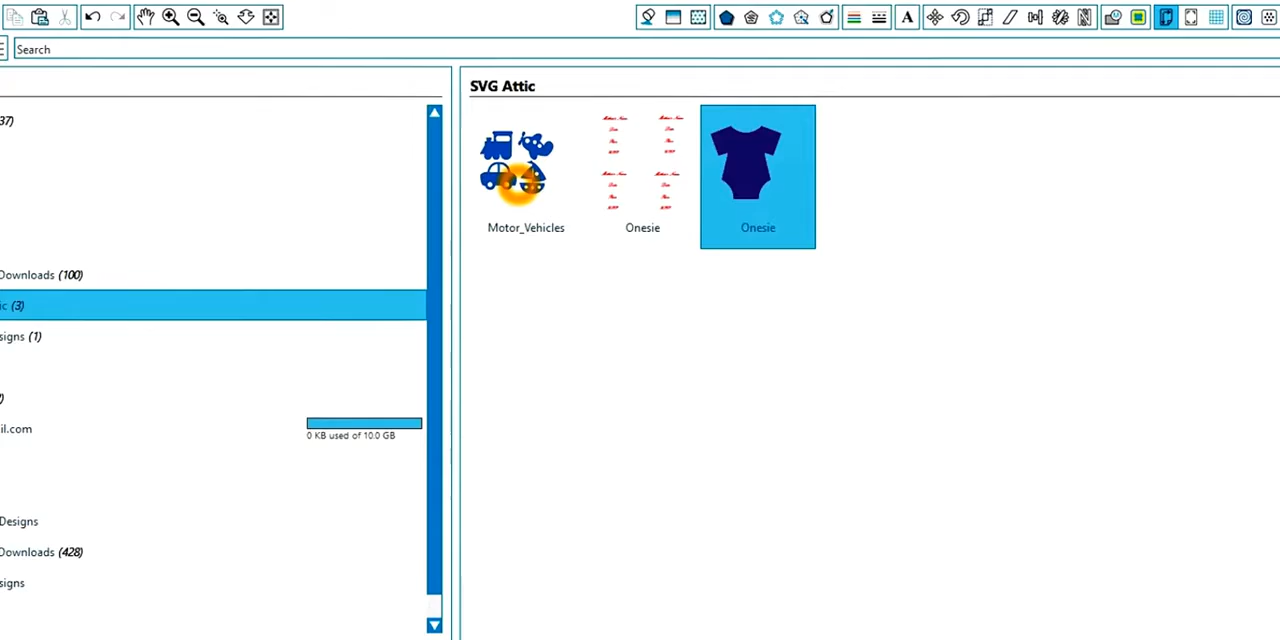 A
Search
SVG Attic
37)
Motor_Vehicles
Onesie
Onesie
Downloads (100)
ic (3)
signs (1)
)
il.com
0 KB used of 10.0 GB
Designs
Downloads (428)
signs